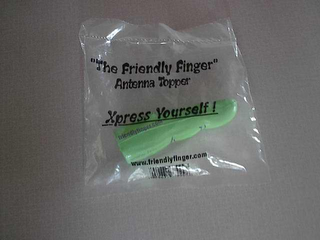 "The Friendly Finger"
Antenna Topper
Xpress Yourself!
www.friendlyfinger.com